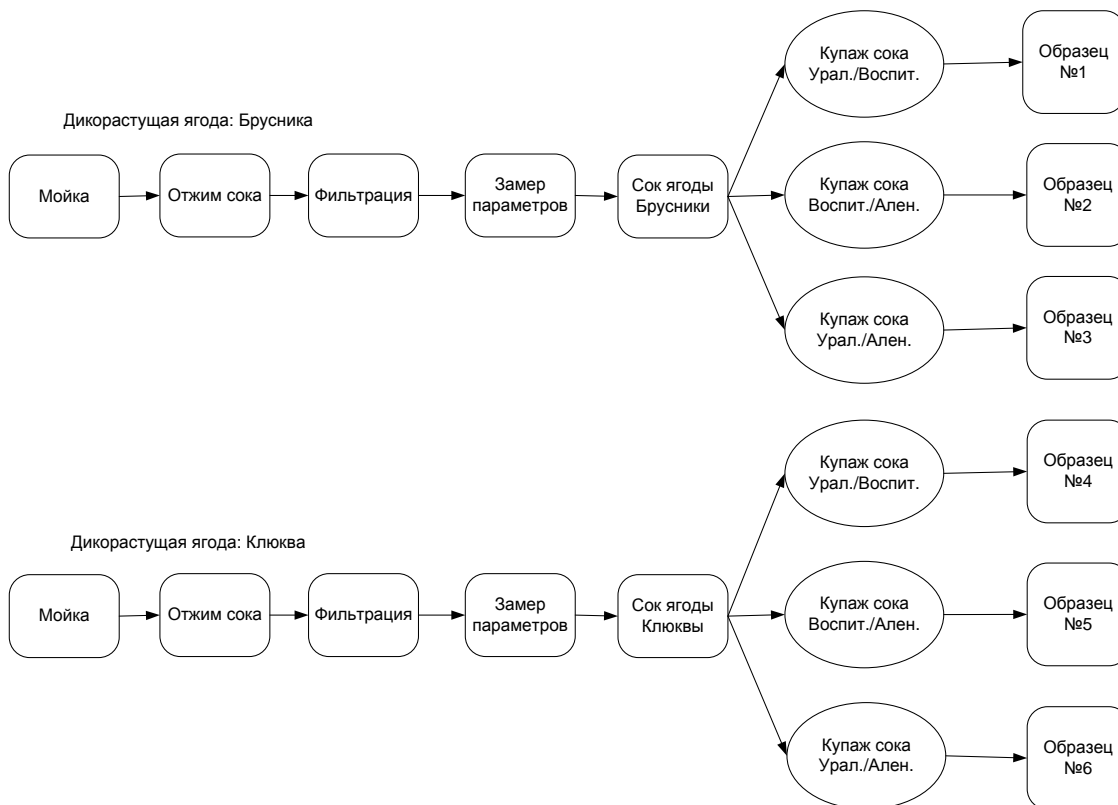 Дикорастущая ягода: Брусника
Мойка
Отжим сока
Фильтрация
Замер
параметров
Сок ягоды
Брусники
Купаж сока
Урал./Воспит.
Образец
№1
Купаж сока
Воспит./Ален.
Образец
№2
Купаж сока
Урал./Ален.
Образец
№3
Дикорастущая ягода: Клюква
Мойка
Отжим сока
Фильтрация
Замер
параметров
Сок ягоды
Клюквы
Купаж сока
Урал./Воспит.
Образец
№4
Купаж сока
Воспит./Ален.
Образец
№5
Купаж сока
Урал./Ален.
Образец
№6